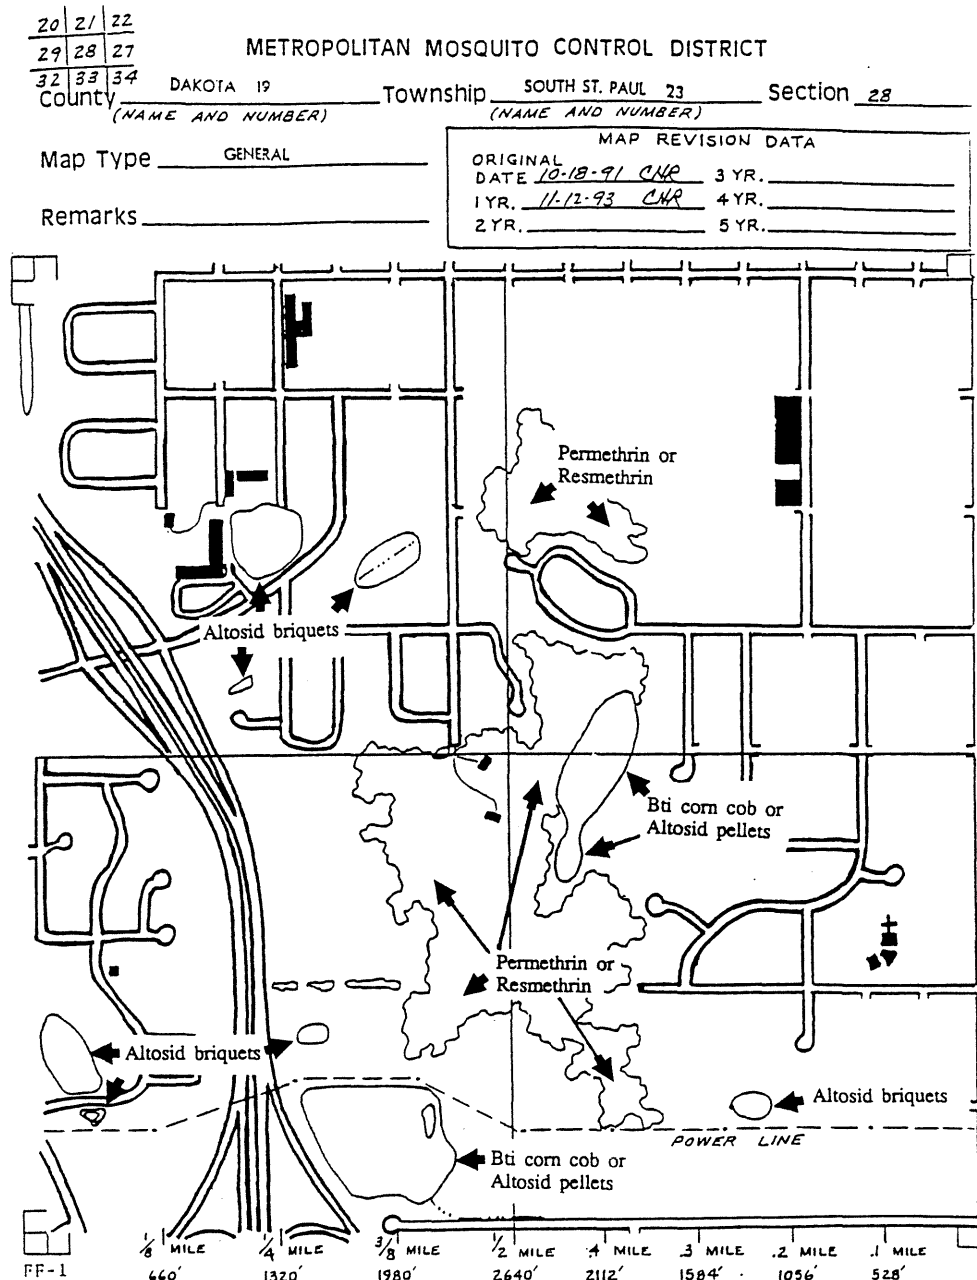 20 21 22
29 28 27
32 33 34
METROPOLITAN MOSQUITO CONTROL DISTRICT
County DAKOTA 19 Township SOUTH ST. PAUL 23 Section 28
(NAME AND NUMBER) (NAME AND NUMBER)
Map Type GENERAL
Remarks
MAP REVISION DATA
ORIGINAL
DATE 10-18-91 CNR 3 YR.
1 YR. 11-12-93 CNR 4 YR.
2 YR. 5 YR.
Permethrin or
Resmethrin
Altosid briquets
Bti corn cob or
Altosid pellets
Permethrin or
Resmethrin
Altosid briquets
Altosid briquets
POWER LINE
Bti corn cob or
Altosid pellets
1/8 MILE 1/4 MILE 3/8 MILE 1/2 MILE .4 MILE .3 MILE .2 MILE .1 MILE
FF-1 660' 1320' 1980' 2640' 2112' 1584' 1056' 528'